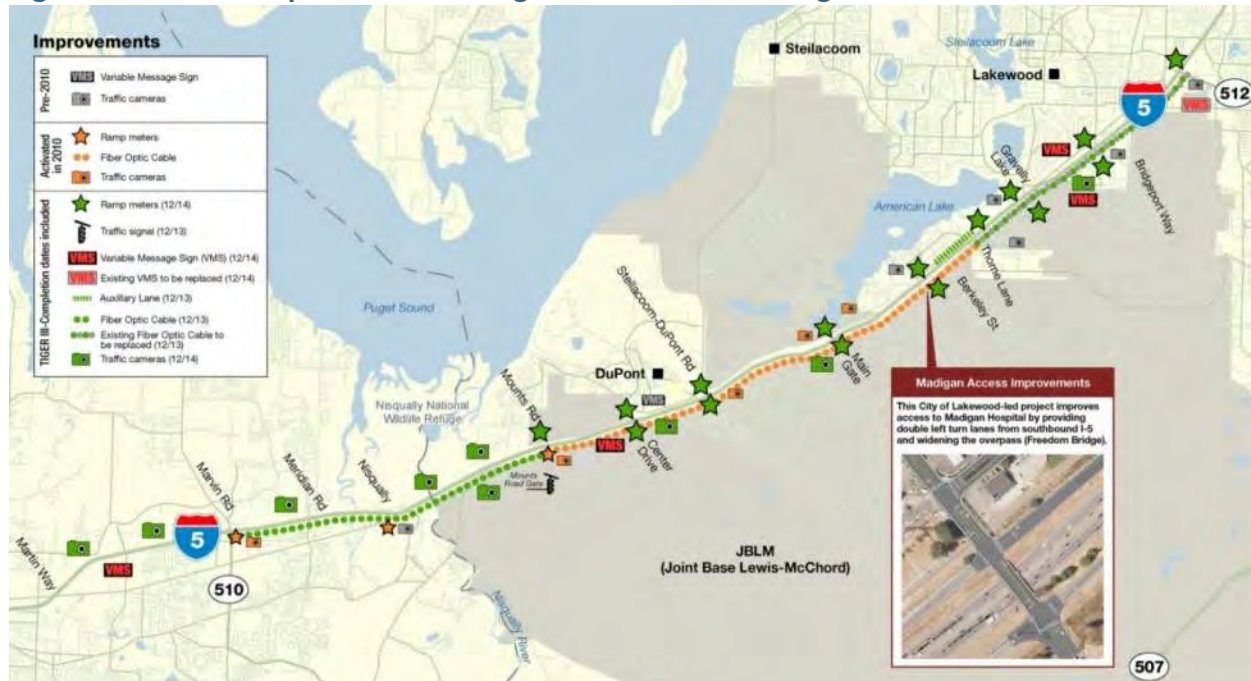 Improvements
Pre-2010
VMS Variable Message Sign
Traffic cameras
Activated
in 2010
Ramp meters
Fiber Optic Cable
Traffic cameras
TIGER III-Completion dates included
Ramp meters (12/14)
Traffic signal (12/13)
VMS Variable Message Sign (VMS) (12/14)
VMS Existing VMS to be replaced (12/14)
Auxiliary Lane (12/13)
Fiber Optic Cable (12/13)
Existing Fiber Optic Cable to
be replaced (12/13)
Traffic cameras (12/14)
Steilacoom
Steilacoom Lake
Lakewood
512
5
VMS
VMS
VMS
Gravelly
Lake
Bridgeport Way
American Lake
Thorne Lane
Berkeley St
Puget Sound
Steilacoom-DuPont Rd
Main
Gate
DuPont
VMS
Mounts Rd
Nisqually National
Wildlife Refuge
VMS
Center
Drive
Mounts
Road Gate
Nisqually
Meridian Rd
Marvin Rd
Martin Way
5
VMS
510
Nisqually River
JBLM
(Joint Base Lewis-McChord)
Madigan Access Improvements
This City of Lakewood-led project improves
access to Madigan Hospital by providing
double left turn lanes from southbound I-5
and widening the overpass (Freedom Bridge).
507